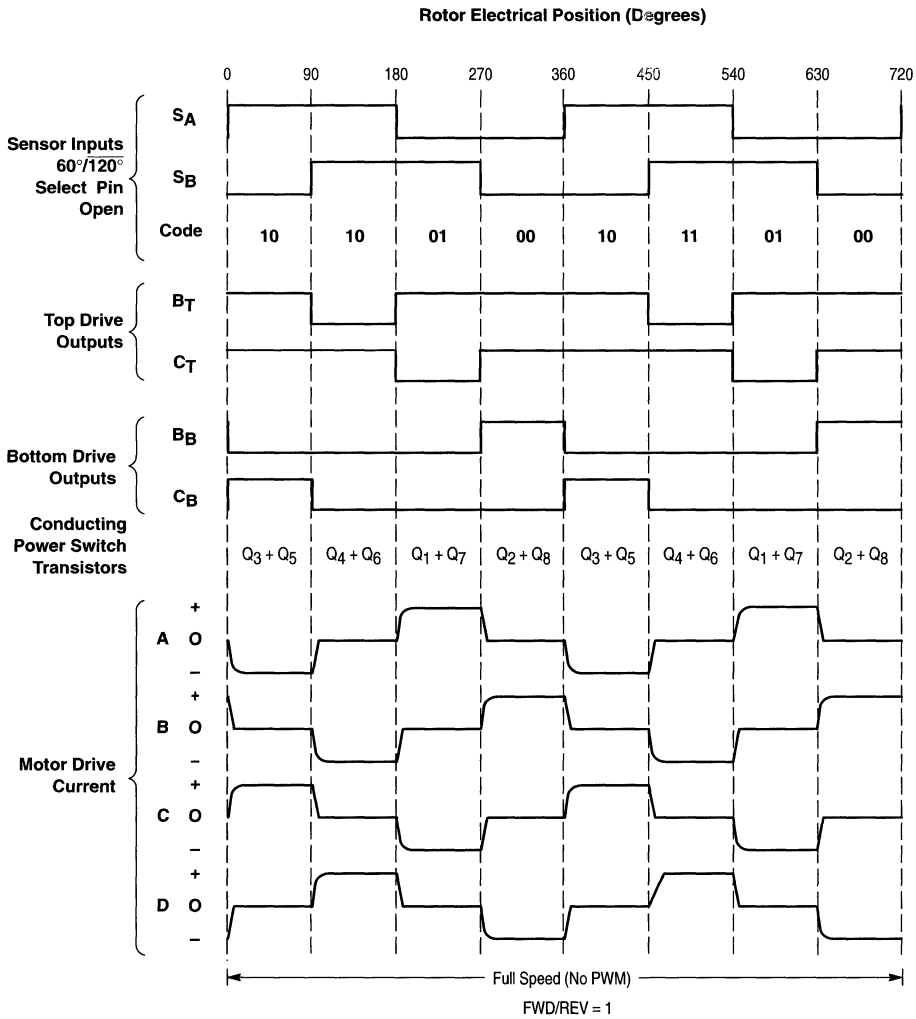 Rotor Electrical Position (Degrees)
0 90 180 270 360 450 540 630 720
Sensor Inputs
60°/120°
Select Pin
Open
SA
SB
Code
10 10 01 00 10 11 01 00
Top Drive
Outputs
BT
CT
Bottom Drive
Outputs
BB
CB
Conducting
Power Switch
Transistors
Q3 + Q5 Q4 + Q6 Q1 + Q7 Q2 + Q8 Q3 + Q5 Q4 + Q6 Q1 + Q7 Q2 + Q8
Motor Drive
Current
+
A O
–
+
B O
–
+
C O
–
+
D O
–
Full Speed (No PWM)
FWD/REV = 1